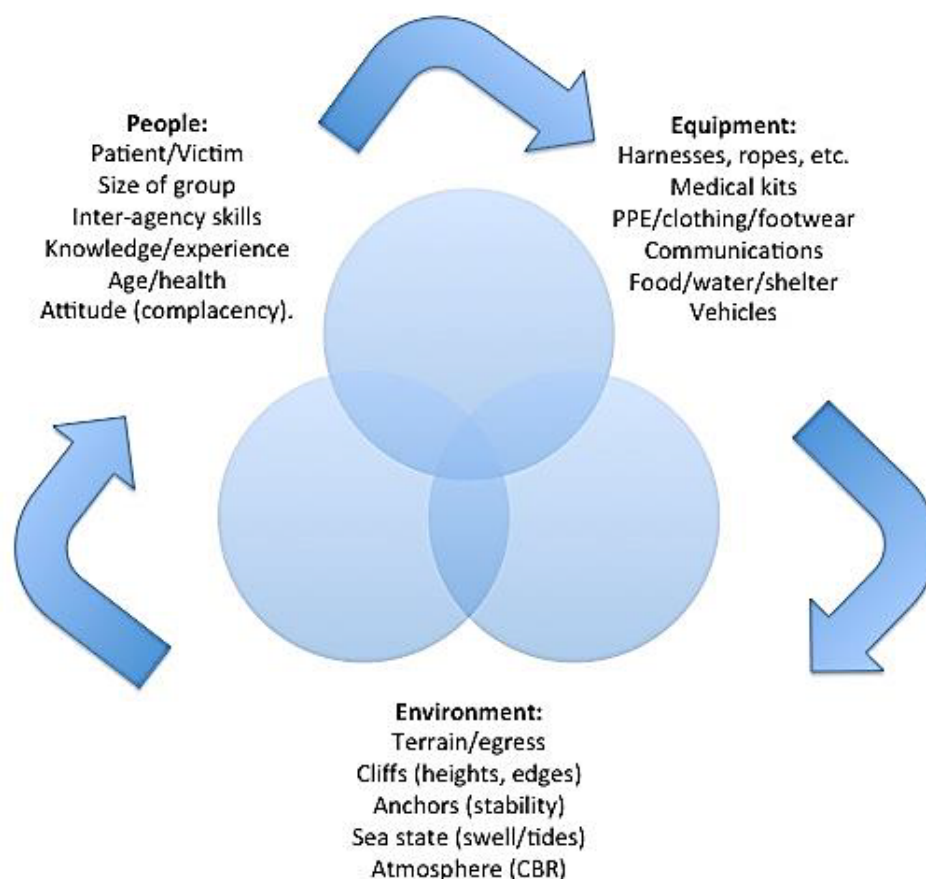 People:
Patient/Victim
Size of group
Inter-agency skills
Knowledge/experience
Age/health
Attitude (complacency).
Equipment:
Harnesses, ropes, etc.
Medical kits
PPE/clothing/footwear
Communications
Food/water/shelter
Vehicles
Environment:
Terrain/egress
Cliffs (heights, edges)
Anchors (stability)
Sea state (swell/tides)
Atmosphere (CBR)